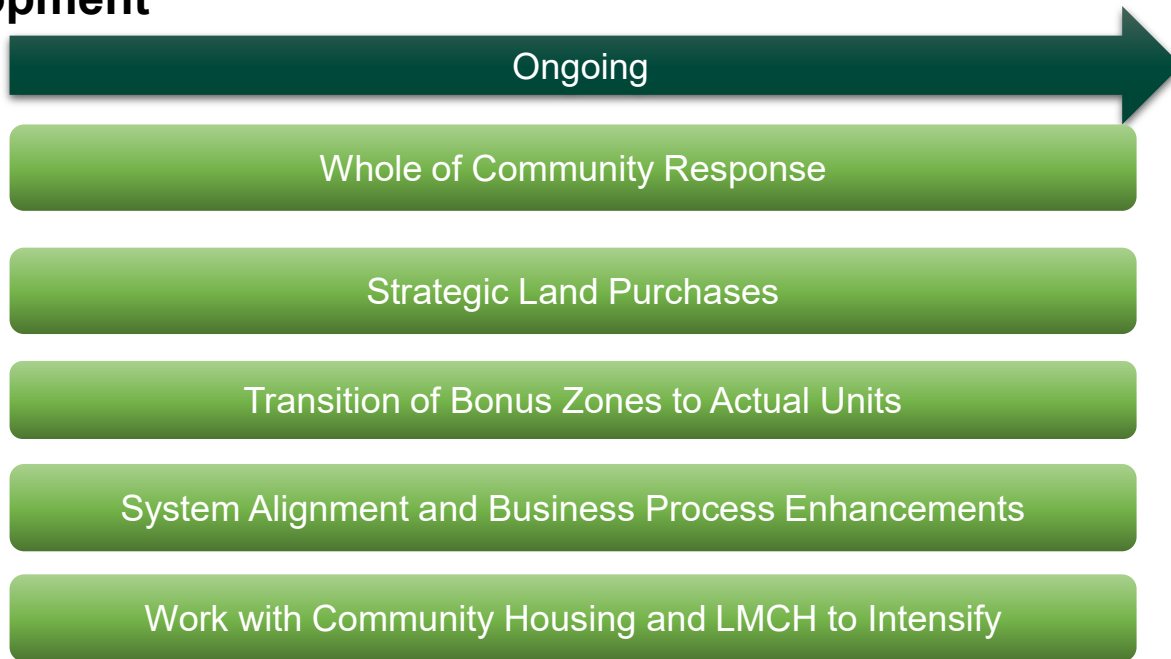 opment
Ongoing
Whole of Community Response
Strategic Land Purchases
Transition of Bonus Zones to Actual Units
System Alignment and Business Process Enhancements
Work with Community Housing and LMCH to Intensify